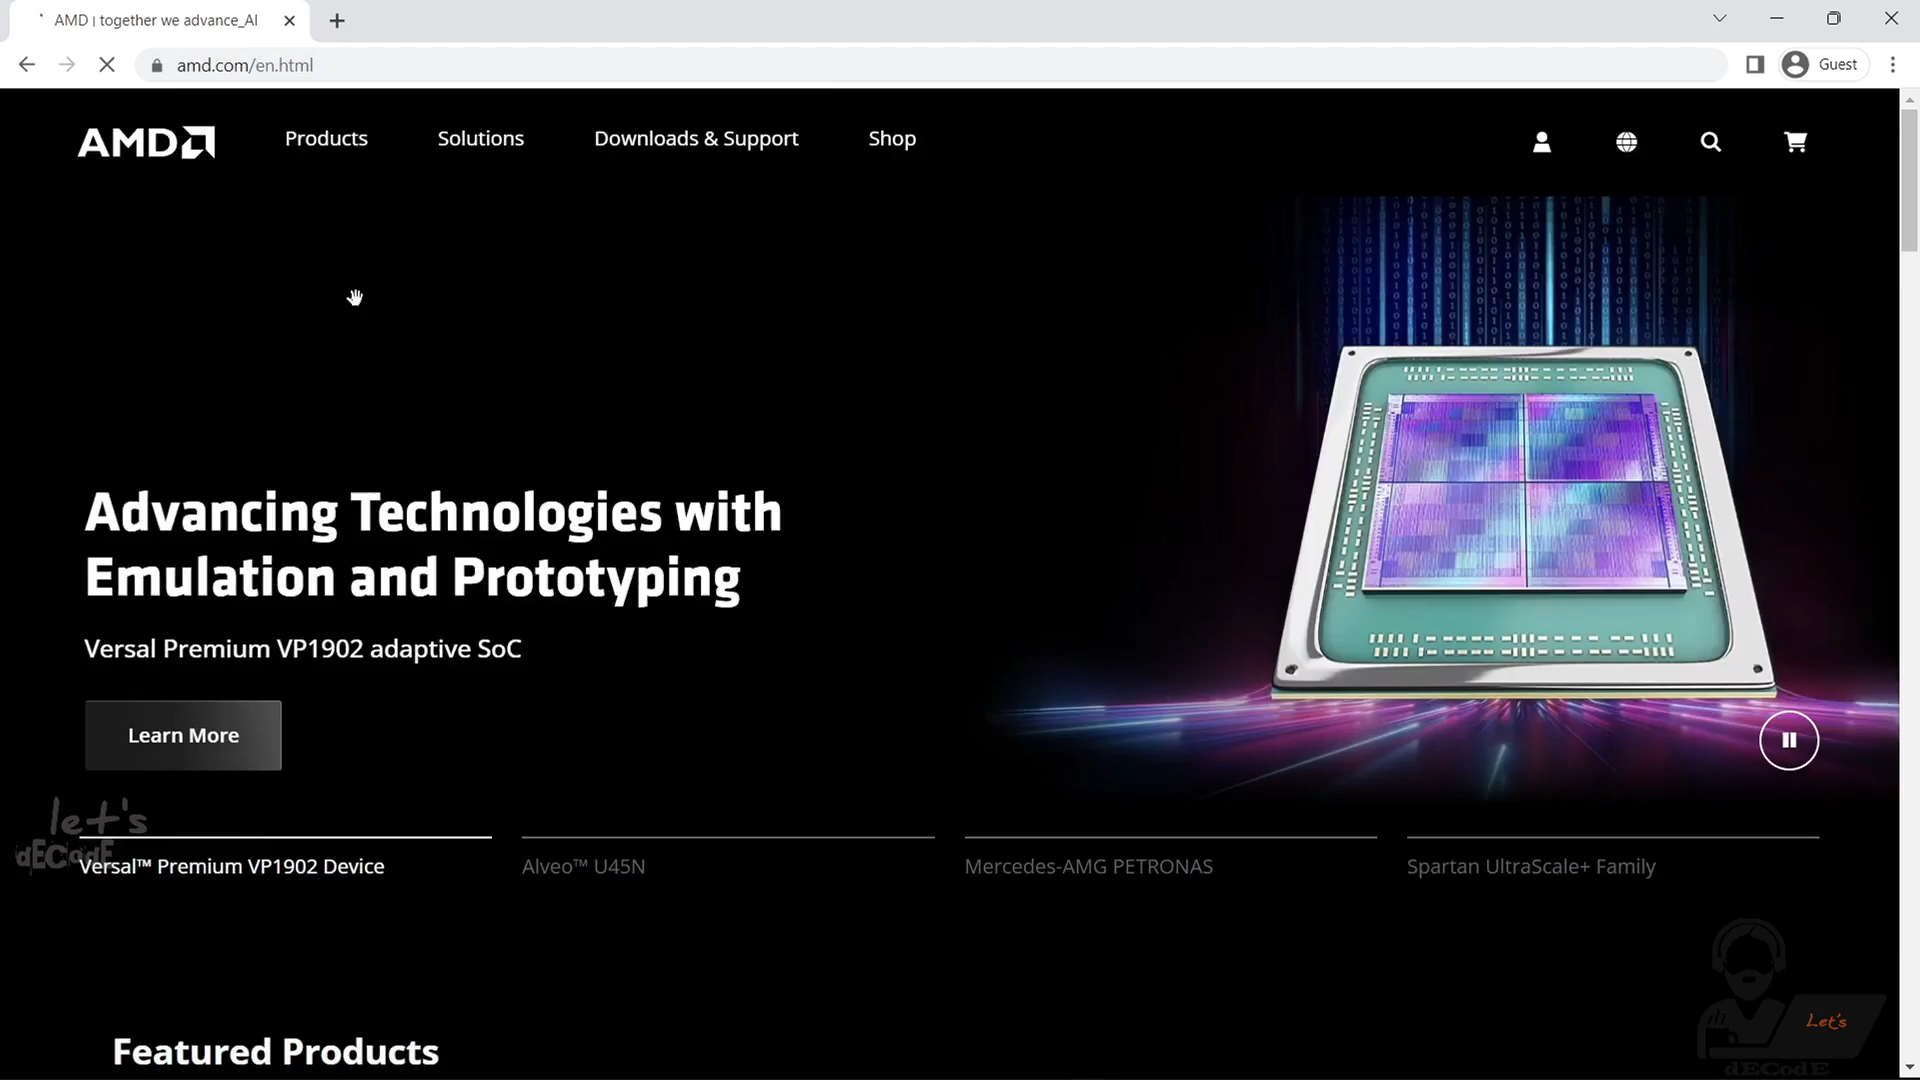 AMD | together we advance_AI
amd.com/en.html
Guest
AMD
Products
Solutions
Downloads & Support
Shop
Advancing Technologies with
Emulation and Prototyping
Versal Premium VP1902 adaptive SoC
Learn More
let's
dECodE
Versal™ Premium VP1902 Device
Alveo™ U45N
Mercedes-AMG PETRONAS
Spartan UltraScale+ Family
Let's
dECodE
Featured Products